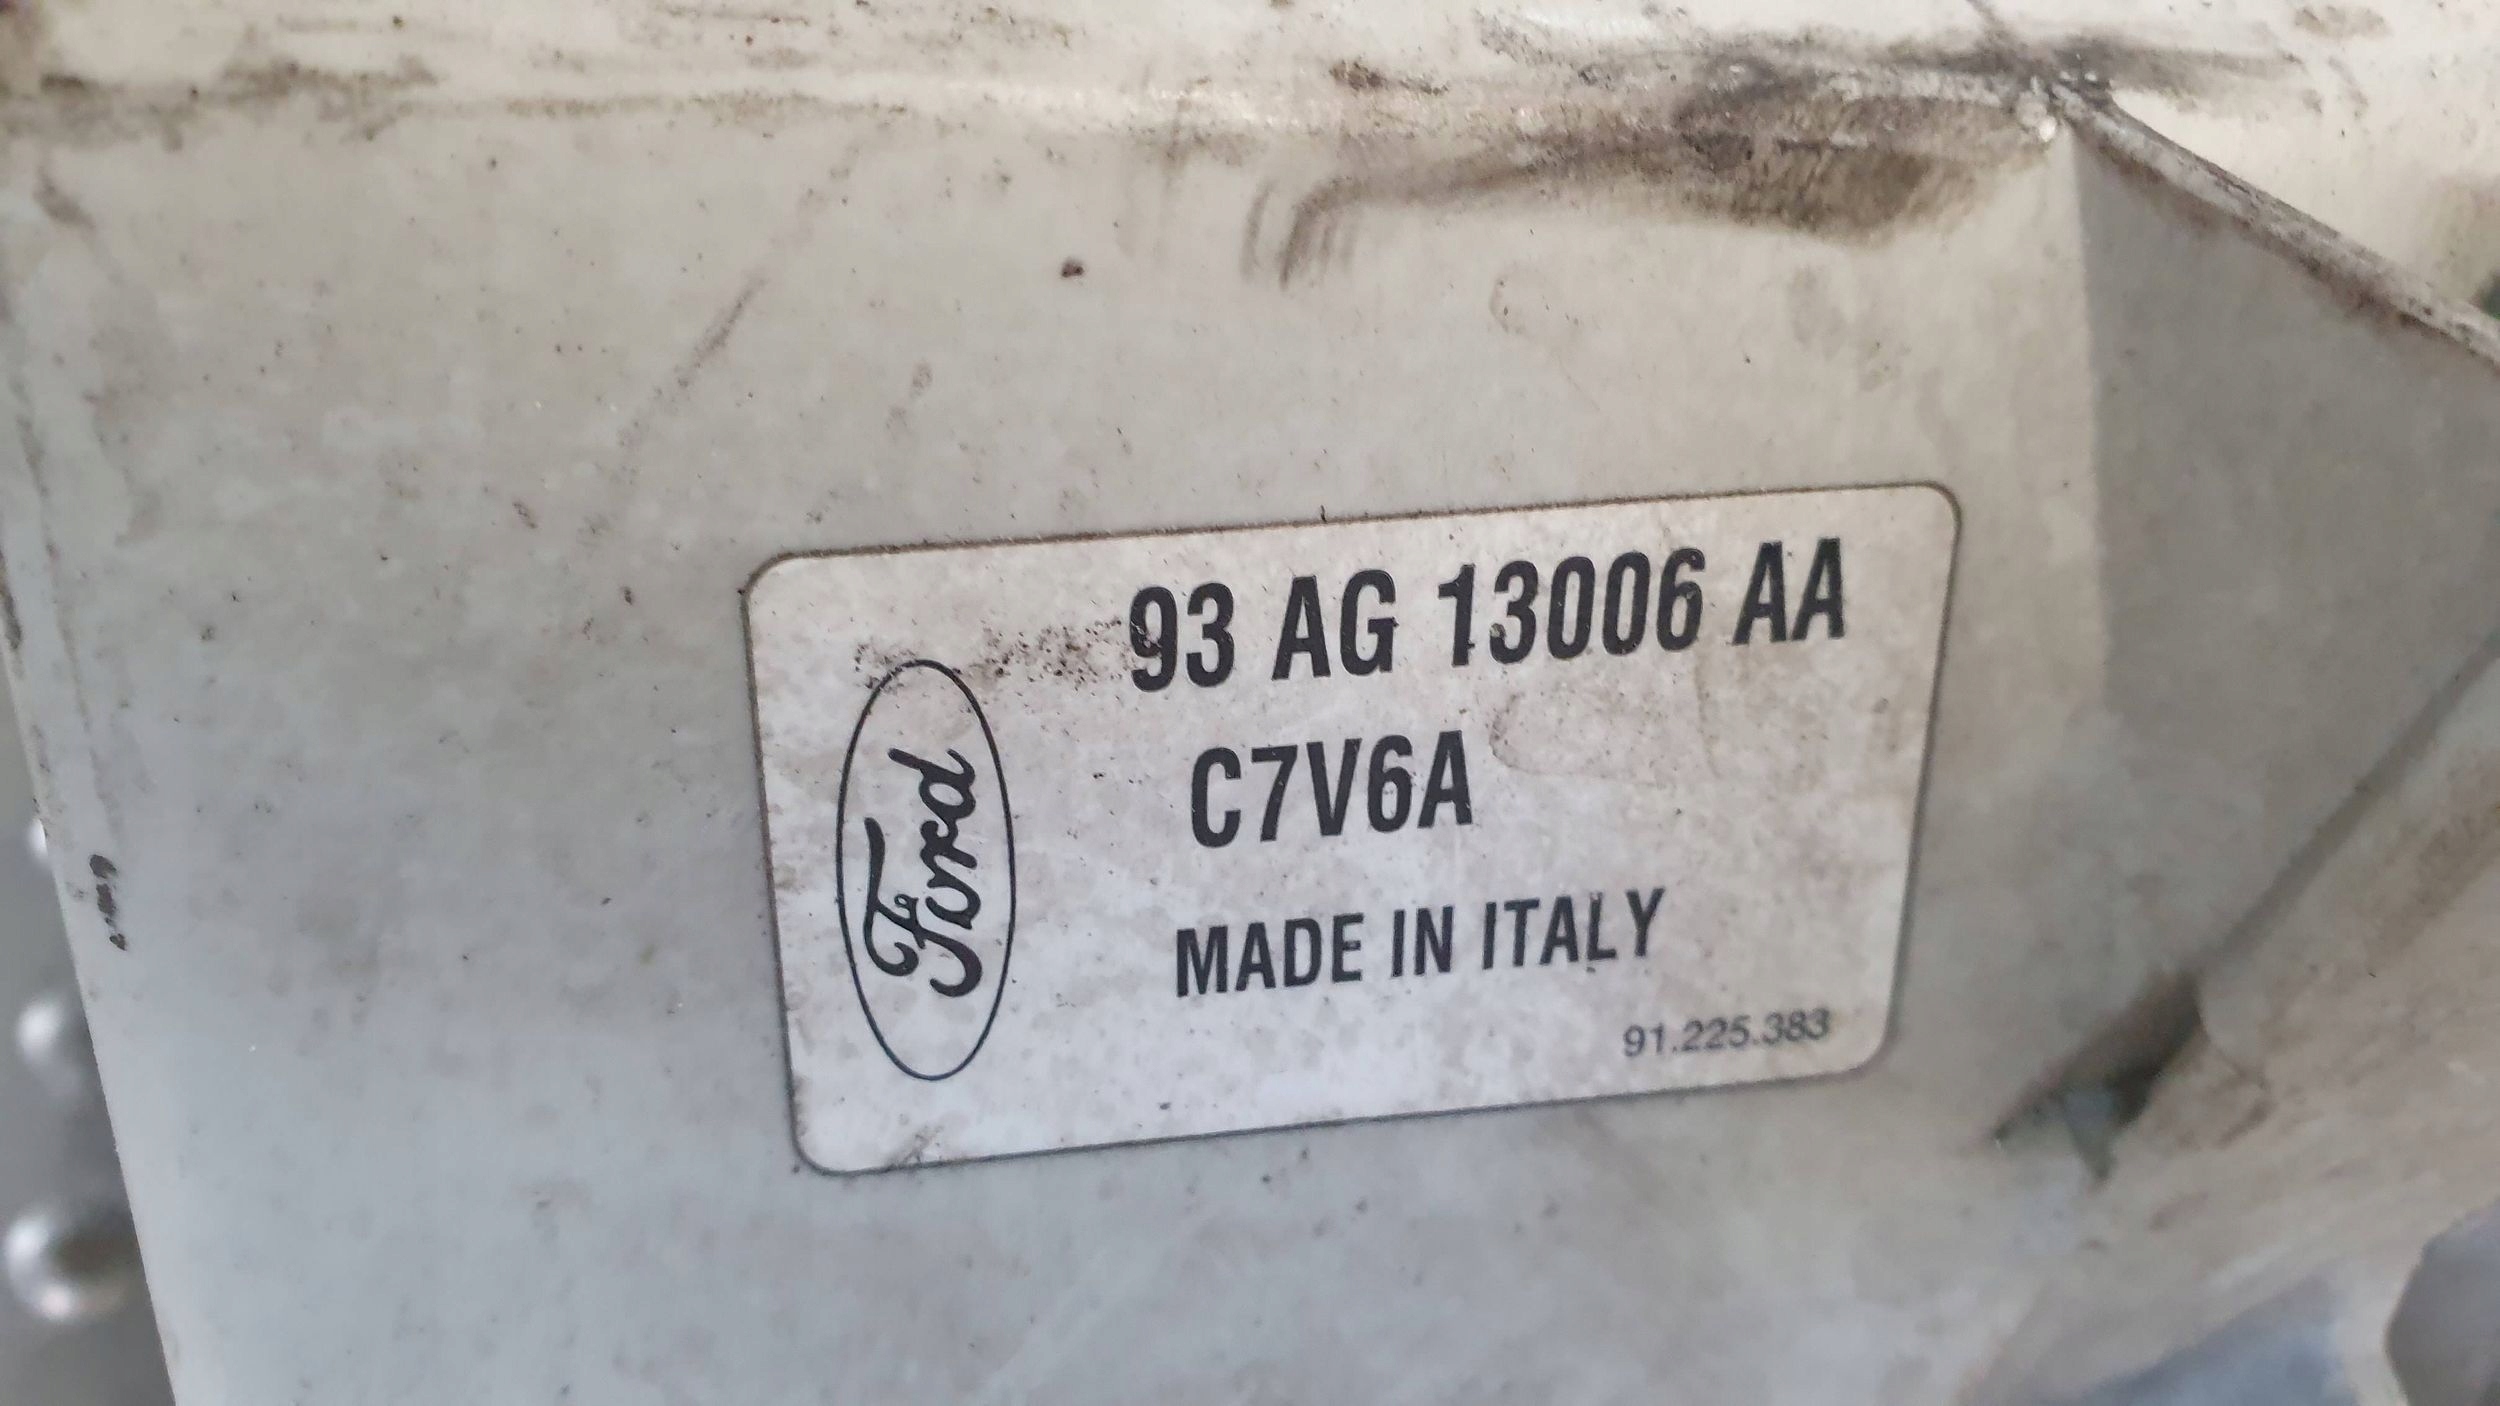 93 AG 13006 AA
C7V6A
Ford
MADE IN ITALY
91.225.383